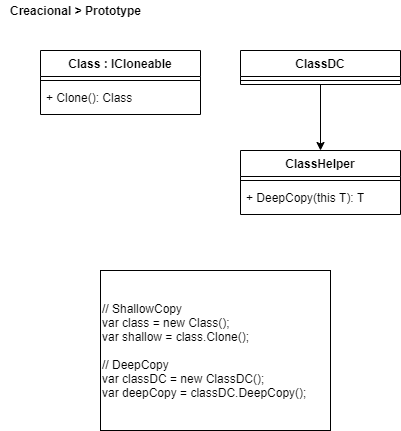 Creacional > Prototype
Class : ICloneable
+ Clone(): Class
ClassDC
ClassHelper
+ DeepCopy(this T): T
// ShallowCopy
var class = new Class();
var shallow = class.Clone();
// DeepCopy
var classDC = new ClassDC();
var deepCopy = classDC.DeepCopy();